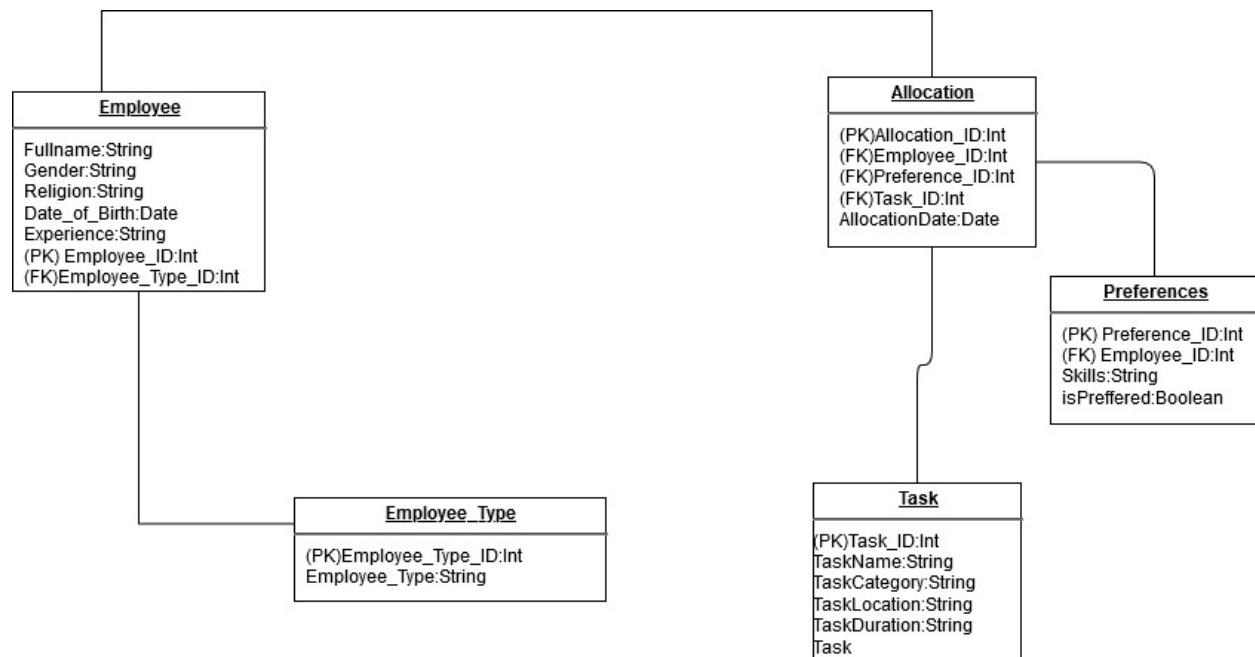 Employee
Fullname:String
Gender:String
Religion:String
Date_of_Birth:Date
Experience:String
(PK) Employee_ID:Int
(FK)Employee_Type_ID:Int
Allocation
(PK)Allocation_ID:Int
(FK)Employee_ID:Int
(FK)Preference_ID:Int
(FK)Task_ID:Int
AllocationDate:Date
Preferences
(PK) Preference_ID:Int
(FK) Employee_ID:Int
Skills:String
isPreffered:Boolean
Employee_Type
(PK)Employee_Type_ID:Int
Employee_Type:String
Task
(PK)Task_ID:Int
TaskName:String
TaskCategory:String
TaskLocation:String
TaskDuration:String
Task